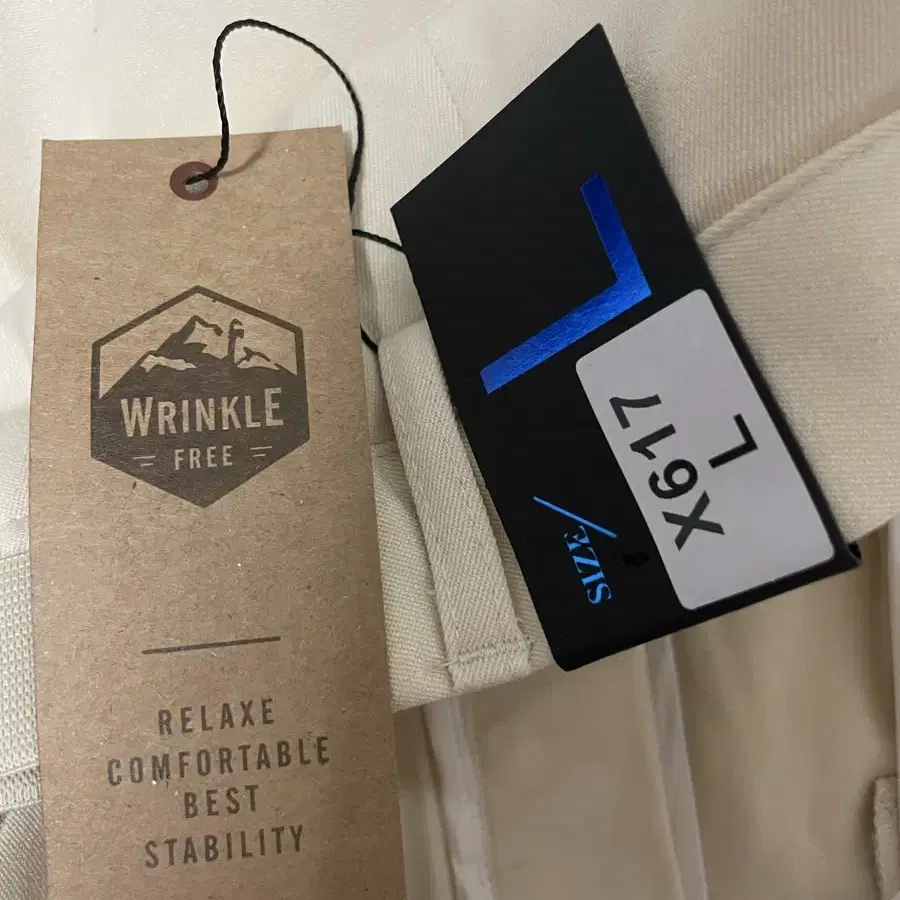 WRINKLE
FREE
RELAXE
COMFORTABLE
BEST
STABILITY
L
SIZE
X617
L